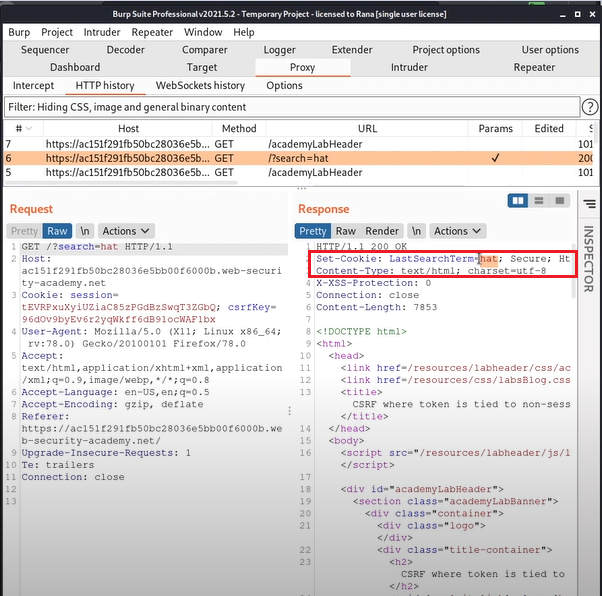 Burp Suite Professional v2021.5.2 - Temporary Project - licensed to Rana [single user license]
Burp Project Intruder Repeater Window Help
Sequencer Decoder Comparer Logger Extender Project options User options
Dashboard Target Proxy Intruder Repeater
Intercept HTTP history WebSockets history Options
Filter: Hiding CSS, image and general binary content
# Host Method URL Params Edited
7 https://ac151f291fb50bc28036e5b... GET /academyLabHeader 101
6 https://ac151f291fb50bc28036e5b... GET /?search=hat ✓ 200
5 https://ac151f291fb50bc28036e5b... GET /academyLabHeader 101
Request
Pretty Raw \n Actions
1 GET /?search=hat HTTP/1.1
2 Host:
ac151f291fb50bc28036e5bb00f6000b.web-securi
ty-academy.net
3 Cookie: session=
tEVRPxuXyiUZiaC85zPGdBzSwqT3ZGbQ; csrfKey=
96dOv9byEv6r2yqWkff6dB91ocWAF1bx
4 User-Agent: Mozilla/5.0 (X11; Linux x86_64;
rv:78.0) Gecko/20100101 Firefox/78.0
5 Accept:
text/html,application/xhtml+xml,application
/xml;q=0.9,image/webp,*/*;q=0.8
6 Accept-Language: en-US,en;q=0.5
7 Accept-Encoding: gzip, deflate
8 Referer:
https://ac151f291fb50bc28036e5bb00f6000b.we
b-security-academy.net/
9 Upgrade-Insecure-Requests: 1
10 Te: trailers
11 Connection: close
12
13
Response
Pretty Raw Render \n Actions
1 HTTP/1.1 200 OK
2 Set-Cookie: LastSearchTerm=hat; Secure; Ht
3 Content-Type: text/html; charset=utf-8
4 X-XSS-Protection: 0
5 Connection: close
6 Content-Length: 7853
7
8 <!DOCTYPE html>
9 <html>
10 <head>
11 <link href=/resources/labheader/css/ac
12 <link href=/resources/css/labsBlog.css
13 <title>
CSRF where token is tied to non-sess
</title>
14 </head>
15 <body>
16 <script src="/resources/labheader/js/l
</script>
17
18 <div id="academyLabHeader">
19 <section class="academyLabBanner">
20 <div class="container">
21 <div class="logo">
</div>
22 <div class="title-container">
23 <h2>
CSRF where token is tied to
</h2>
INSPECTOR